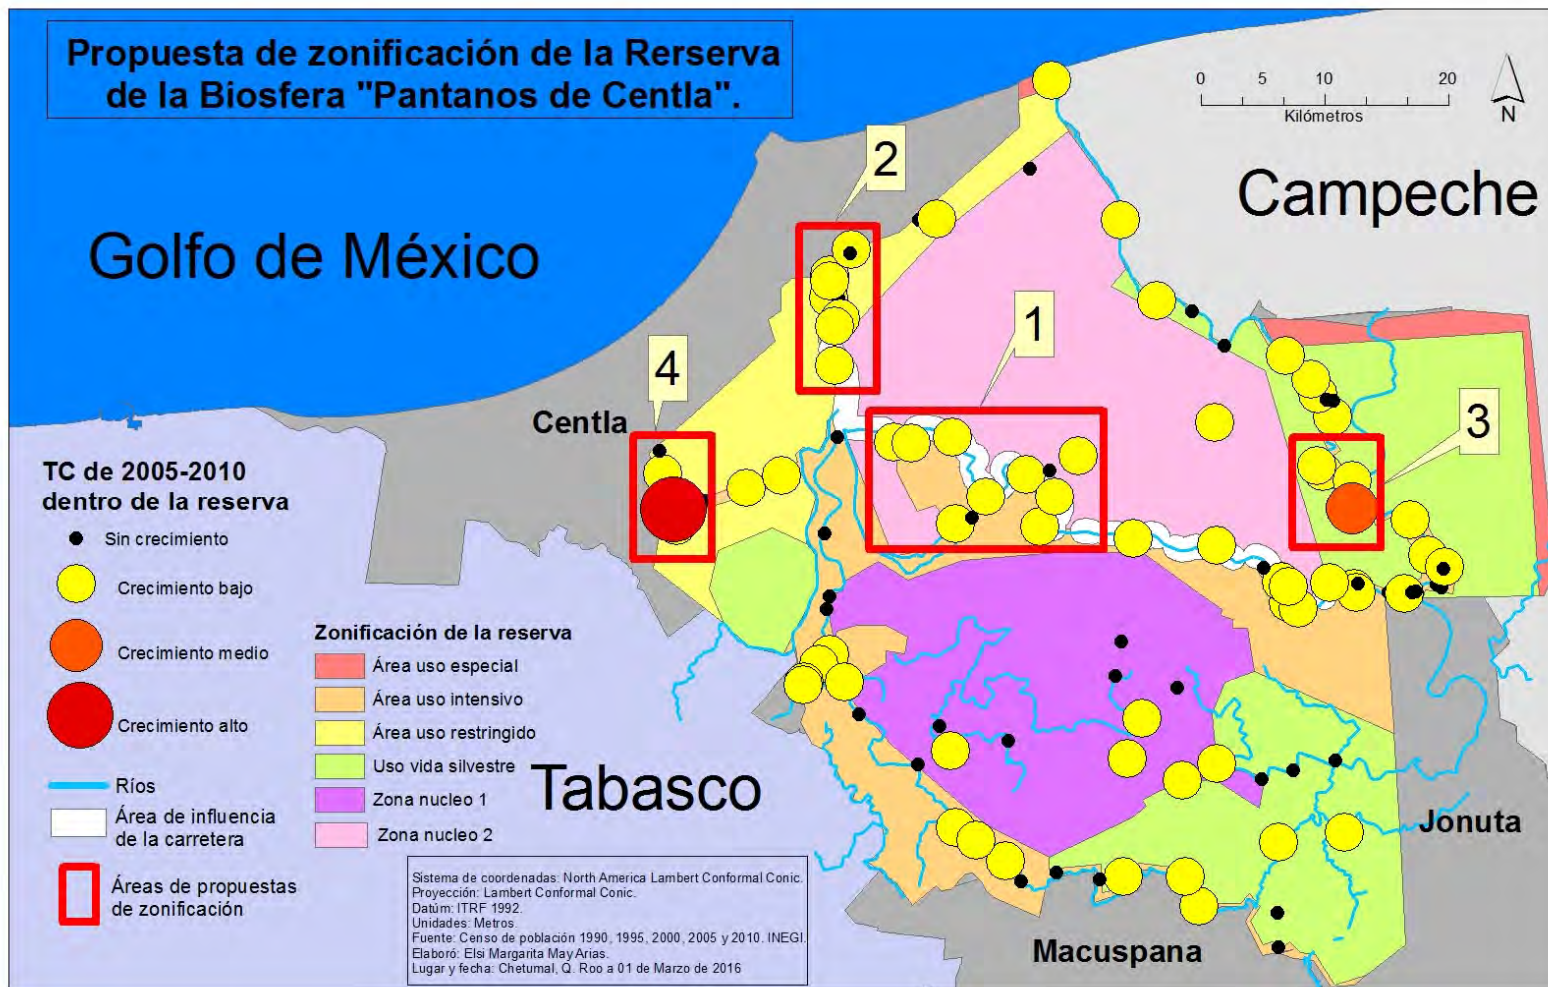 Propuesta de zonificación de la Rerserva
de la Biosfera "Pantanos de Centla".
0 5 10 20
Kilómetros
N
Campeche
Golfo de México
2
1
4
3
Centla
TC de 2005-2010
dentro de la reserva
Sin crecimiento
Crecimiento bajo
Crecimiento medio
Crecimiento alto
Ríos
Área de influencia
de la carretera
Áreas de propuestas
de zonificación
Zonificación de la reserva
Área uso especial
Área uso intensivo
Área uso restringido
Uso vida silvestre
Zona nucleo 1
Zona nucleo 2
Tabasco
Jonuta
Macuspana
Sistema de coordenadas: North America Lambert Conformal Conic.
Proyección: Lambert Conformal Conic.
Datúm: ITRF 1992.
Unidades: Metros
Fuente: Censo de población 1990, 1995, 2000, 2005 y 2010. INEGI.
Elaboró: Elsi Margarita May Arias.
Lugar y fecha: Chetumal, Q. Roo a 01 de Marzo de 2016